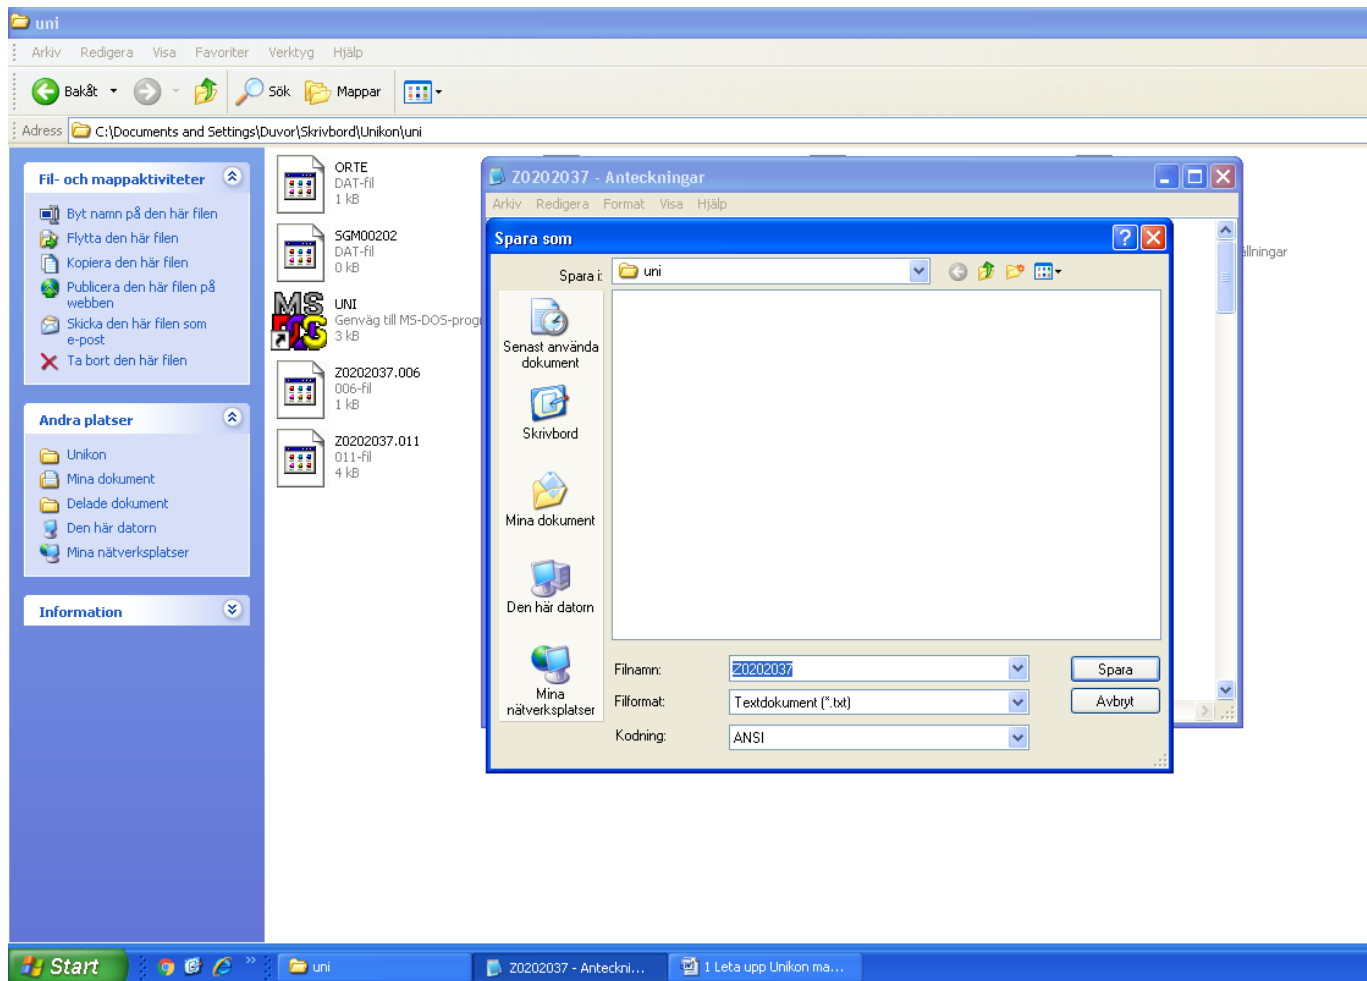 uni
Arkiv Redigera Visa Favoriter Verktyg Hjälp
Bakåt Sök Mappar
Adress C:\Documents and Settings\Duvor\Skrivbord\Unikon\uni
Fil- och mappaktiviteter
Byt namn på den här filen
Flytta den här filen
Kopiera den här filen
Publicera den här filen på
webben
Skicka den här filen som
e-post
Ta bort den här filen
Andra platser
Unikon
Mina dokument
Delade dokument
Den här datorn
Mina nätverksplatser
Information
ORTE
DAT-fil
1 kB
SGM00202
DAT-fil
0 kB
MS
UNI
Genväg till MS-DOS-progr
3 kB
Z0202037.006
006-fil
1 kB
Z0202037.011
011-fil
4 kB
Z0202037 - Anteckningar
Arkiv Redigera Format Visa Hjälp
Spara som
Spara i: uni
Senast använda
dokument
Skrivbord
Mina dokument
Den här datorn
Mina
nätverksplatser
Filnamn: Z0202037 Spara
Filformat: Textdokument (*.txt) Avbryt
Kodning: ANSI
ällningar
Start uni Z0202037 - Anteckni... 1 Leta upp Unikon ma...